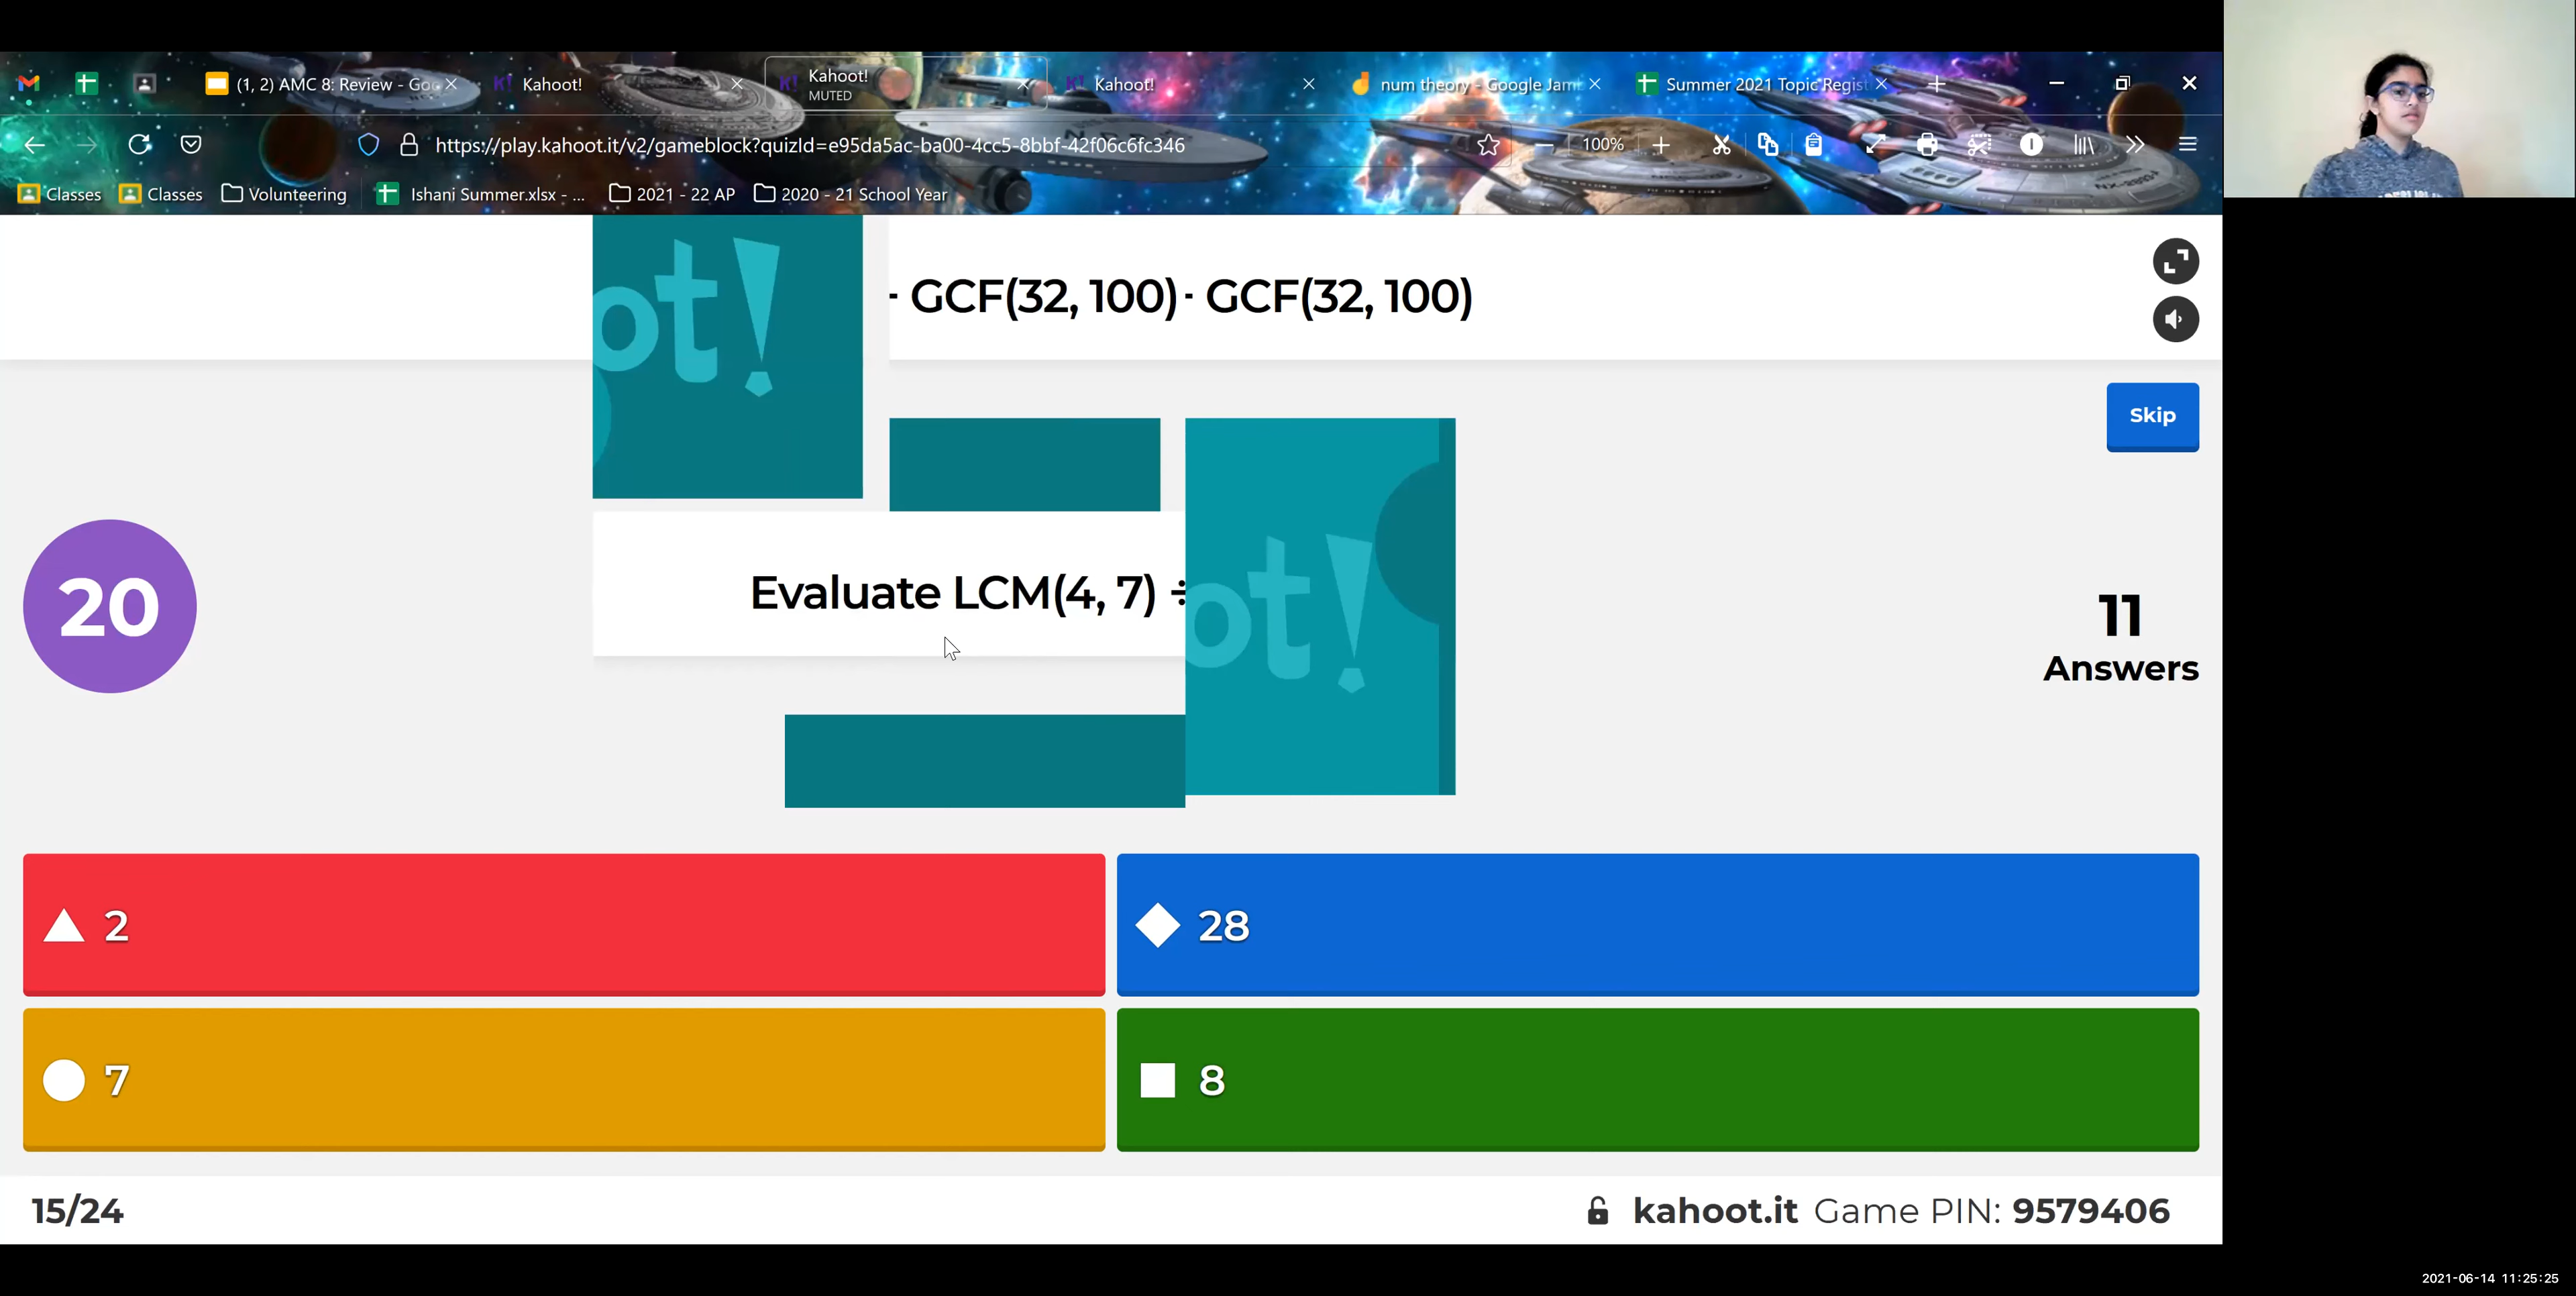 (1, 2) AMC 8: Review - Goo
Kahoot!
Kahoot!
MUTED
Kahoot!
num theory - Google Jam
Summer 2021 Topic Regist
https://play.kahoot.it/v2/gameblock?quizId=e95da5ac-ba00-4cc5-8bbf-42f06c6fc346
100%
Classes
Classes
Volunteering
Ishani Summer.xlsx - ...
2021 - 22 AP
2020 - 21 School Year
ot!
· GCF(32, 100) · GCF(32, 100)
Skip
20
Evaluate LCM(4, 7) ÷
ot!
11
Answers
2
28
7
8
15/24
kahoot.it Game PIN: 9579406
2021-06-14 11:25:25